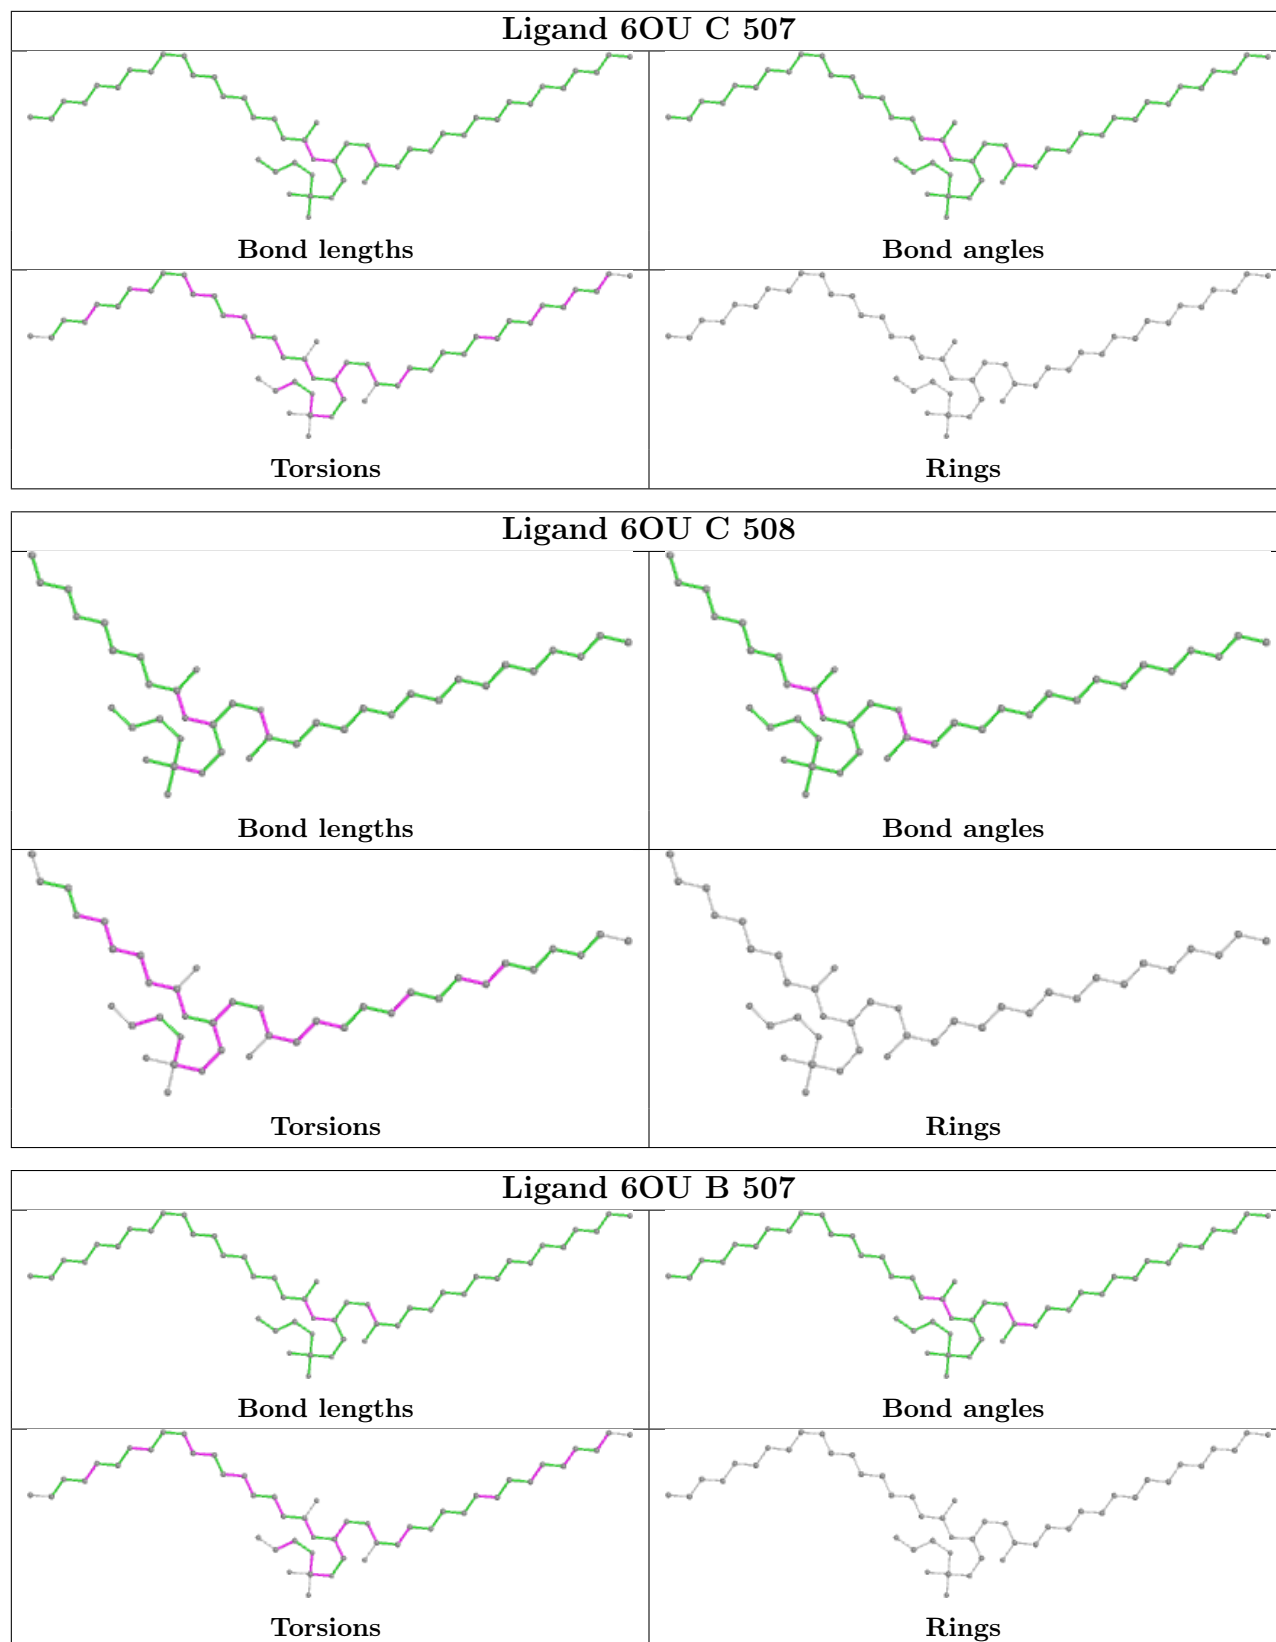 Ligand 6OU C 507
Bond lengths
Bond angles
Torsions
Rings
Ligand 6OU C 508
Bond lengths
Bond angles
Torsions
Rings
Ligand 6OU B 507
Bond lengths
Bond angles
Torsions
Rings